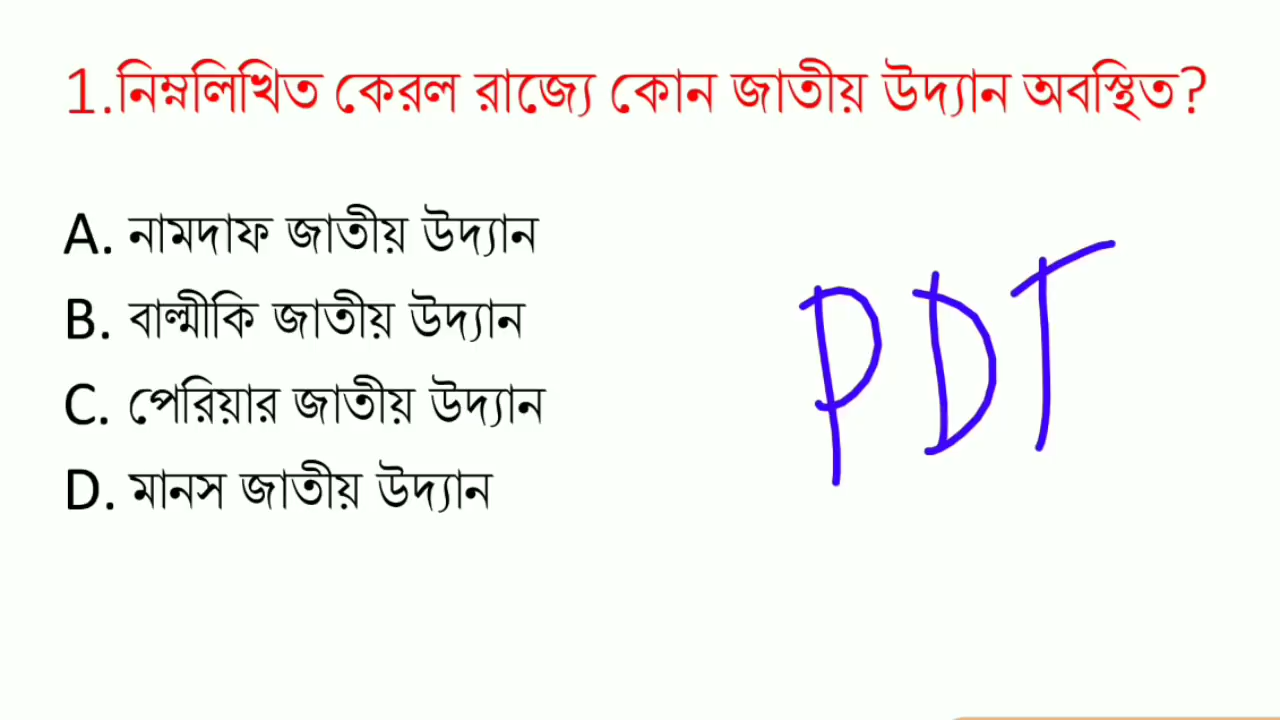 1.নিম্নলিখিত কেরল রাজ্যে কোন জাতীয় উদ্যান অবস্থিত?
A. নামদাফ জাতীয় উদ্যান
B. বাল্মীকি জাতীয় উদ্যান
C. পেরিয়ার জাতীয় উদ্যান
D. মানস জাতীয় উদ্যান
PDT